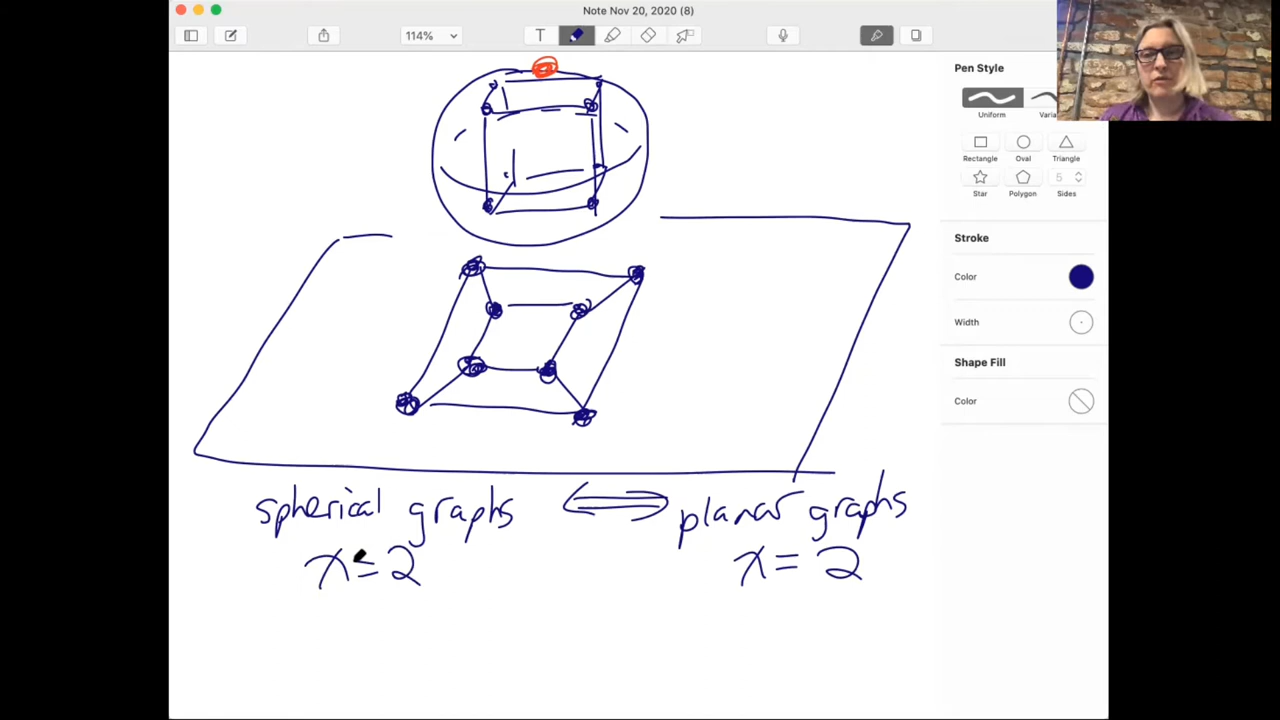 Note Nov 20, 2020 (8)
114%
T
Pen Style
Uniform
Varia
Rectangle Oval Triangle
5
Star Polygon Sides
Stroke
Color
Width
Shape Fill
Color
spherical graphs ⟺ planar graphs
χ = 2 χ = 2